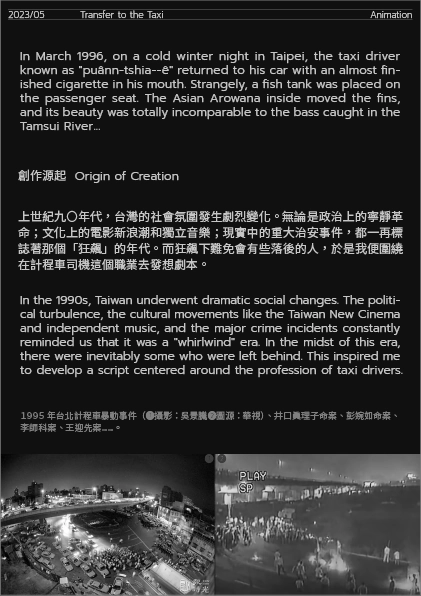 2023/05 Transfer to the Taxi Animation
In March 1996, on a cold winter night in Taipei, the taxi driver
known as "puânn-tshia--ê" returned to his car with an almost fin-
ished cigarette in his mouth. Strangely, a fish tank was placed on
the passenger seat. The Asian Arowana inside moved the fins,
and its beauty was totally incomparable to the bass caught in the
Tamsui River...
創作源起 Origin of Creation
上世紀九〇年代，台灣的社會氛圍發生劇烈變化。無論是政治上的寧靜革
命；文化上的電影新浪潮和獨立音樂；現實中的重大治安事件，都一再標
誌著那個「狂飆」的年代。而狂飆下難免會有些落後的人，於是我便圍繞
在計程車司機這個職業去發想劇本。
In the 1990s, Taiwan underwent dramatic social changes. The politi-
cal turbulence, the cultural movements like the Taiwan New Cinema
and independent music, and the major crime incidents constantly
reminded us that it was a "whirlwind" era. In the midst of this era,
there were inevitably some who were left behind. This inspired me
to develop a script centered around the profession of taxi drivers.
1995 年台北計程車暴動事件（❶攝影：吳景騰❷圖源：華視）、井口真理子命案、彭婉如命案、
李師科案、王迎先案……。
PLAY
SP